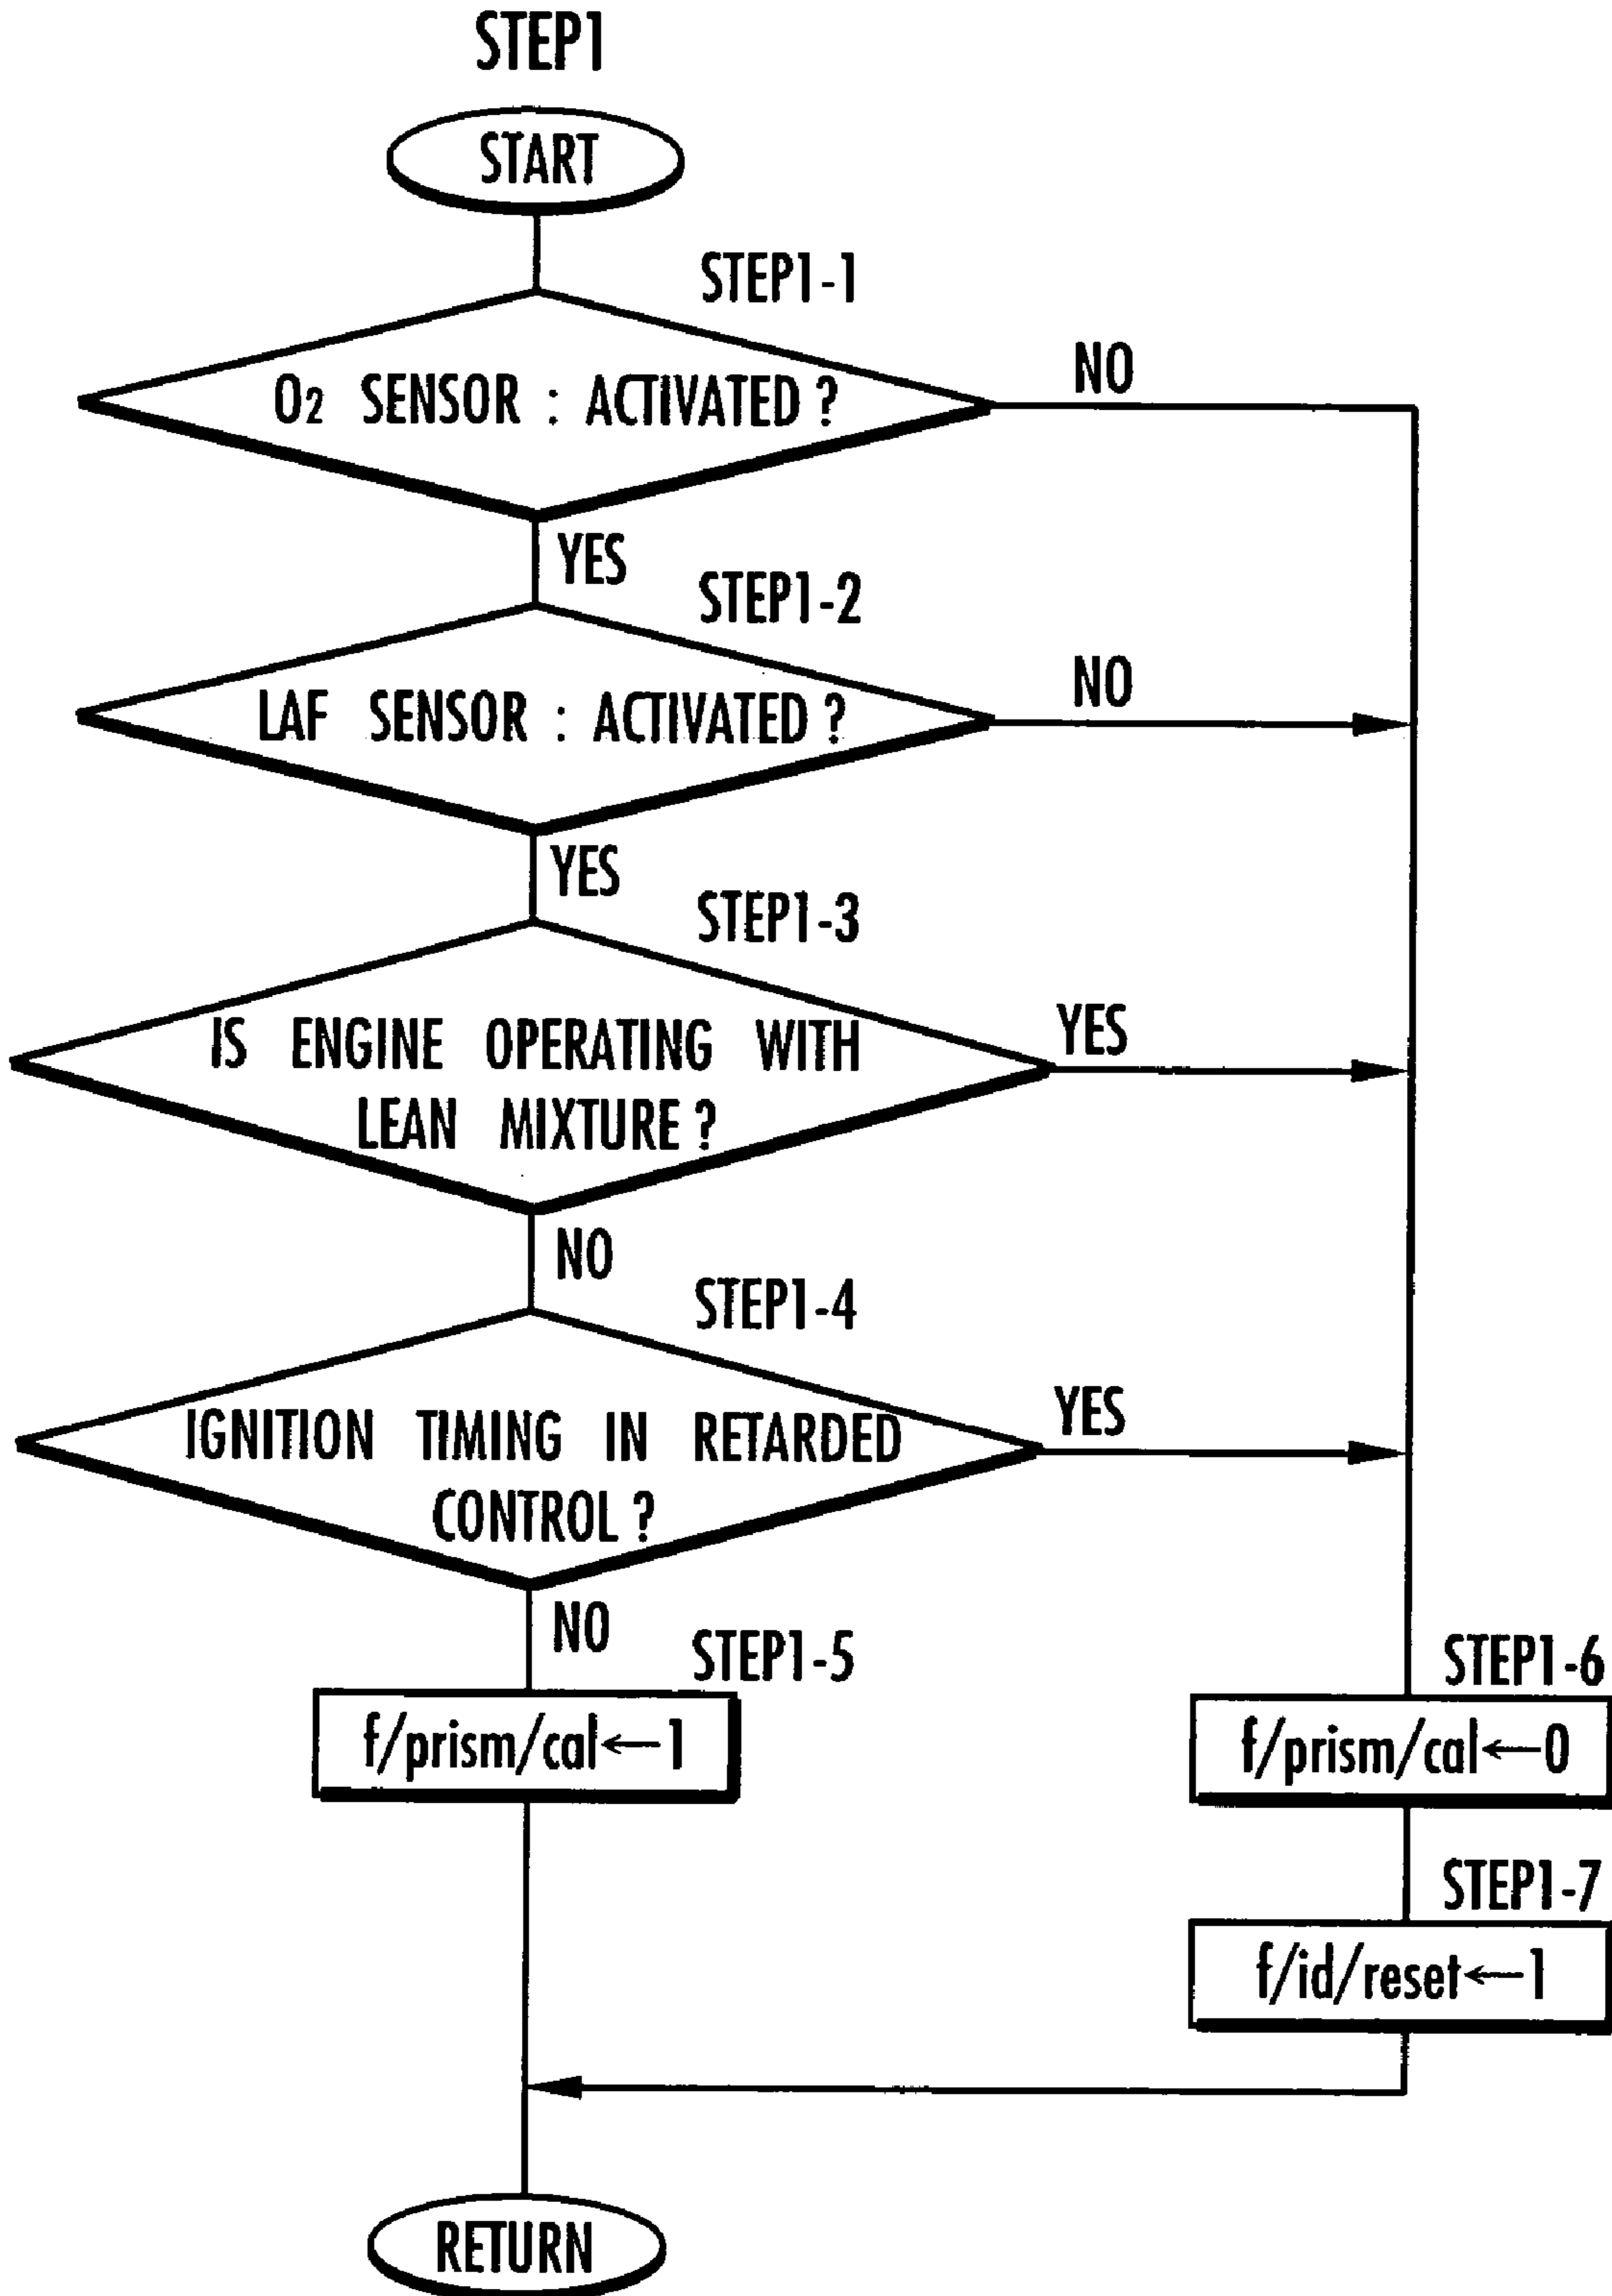 STEP1
START
STEP1-1
O2 SENSOR : ACTIVATED ?
NO
YES
STEP1-2
LAF SENSOR : ACTIVATED ?
NO
YES
STEP1-3
IS ENGINE OPERATING WITH
LEAN MIXTURE ?
YES
NO
STEP1-4
IGNITION TIMING IN RETARDED
CONTROL ?
YES
NO
STEP1-5
f/prism/cal←1
STEP1-6
f/prism/cal←0
STEP1-7
f/id/reset←1
RETURN